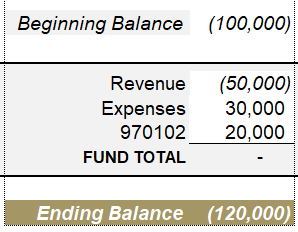 Beginning Balance (100,000)
Revenue (50,000)
Expenses 30,000
970102 20,000
FUND TOTAL -
Ending Balance (120,000)